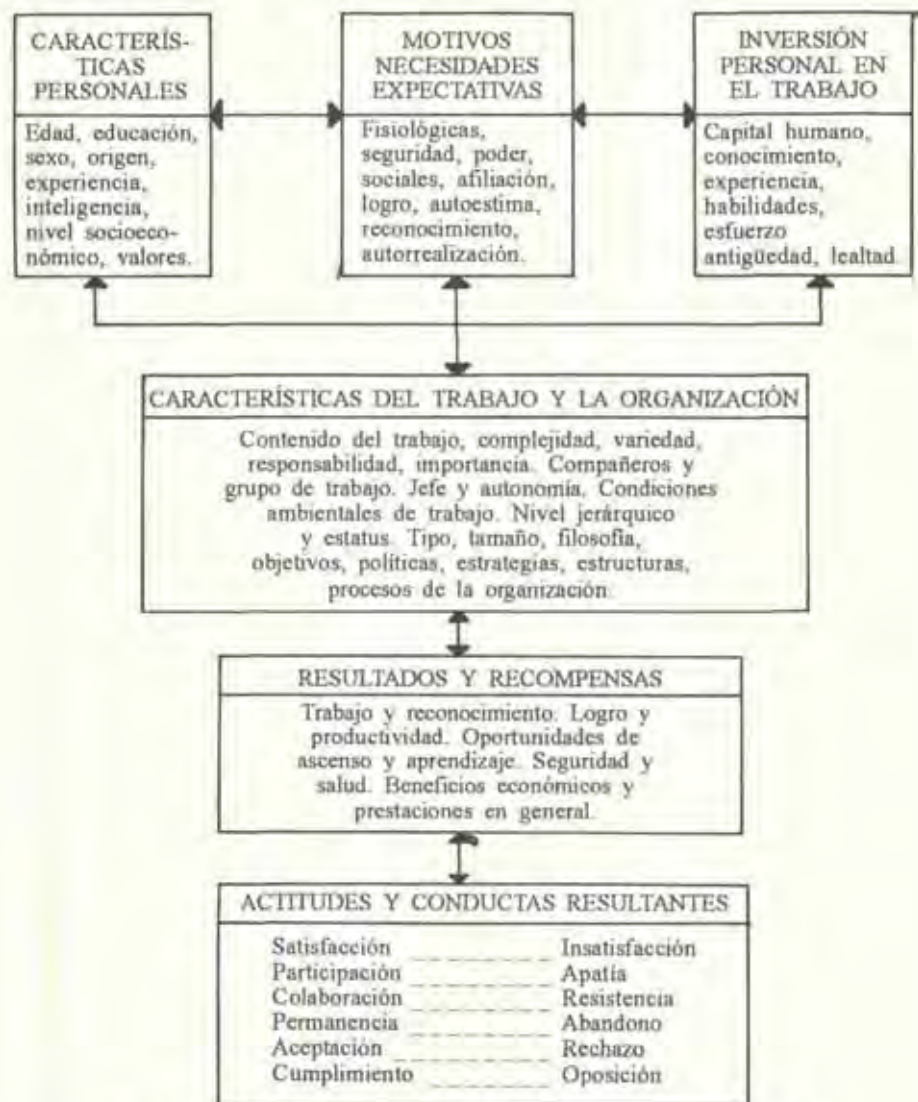 CARACTERÍS-
TICAS
PERSONALES
Edad, educación,
sexo, origen,
experiencia,
inteligencia,
nivel socioeco-
nómico, valores.
MOTIVOS
NECESIDADES
EXPECTATIVAS
Fisiológicas,
seguridad, poder,
sociales, afiliación,
logro, autoestima,
reconocimiento,
autorrealización.
INVERSIÓN
PERSONAL EN
EL TRABAJO
Capital humano,
conocimiento,
experiencia,
habilidades,
esfuerzo
antigüedad, lealtad.
CARACTERÍSTICAS DEL TRABAJO Y LA ORGANIZACIÓN
Contenido del trabajo, complejidad, variedad,
responsabilidad, importancia. Compañeros y
grupo de trabajo. Jefe y autonomía. Condiciones
ambientales de trabajo. Nivel jerárquico
y estatus. Tipo, tamaño, filosofía,
objetivos, políticas, estrategias, estructuras,
procesos de la organización.
RESULTADOS Y RECOMPENSAS
Trabajo y reconocimiento. Logro y
productividad. Oportunidades de
ascenso y aprendizaje. Seguridad y
salud. Beneficios económicos y
prestaciones en general.
ACTITUDES Y CONDUCTAS RESULTANTES
Satisfacción _ _ _ _ _ _ _ _ Insatisfacción
Participación _ _ _ _ _ _ _ _ Apatía
Colaboración _ _ _ _ _ _ _ _ Resistencia
Permanencia _ _ _ _ _ _ _ _ Abandono
Aceptación _ _ _ _ _ _ _ _ Rechazo
Cumplimiento _ _ _ _ _ _ _ _ Oposición